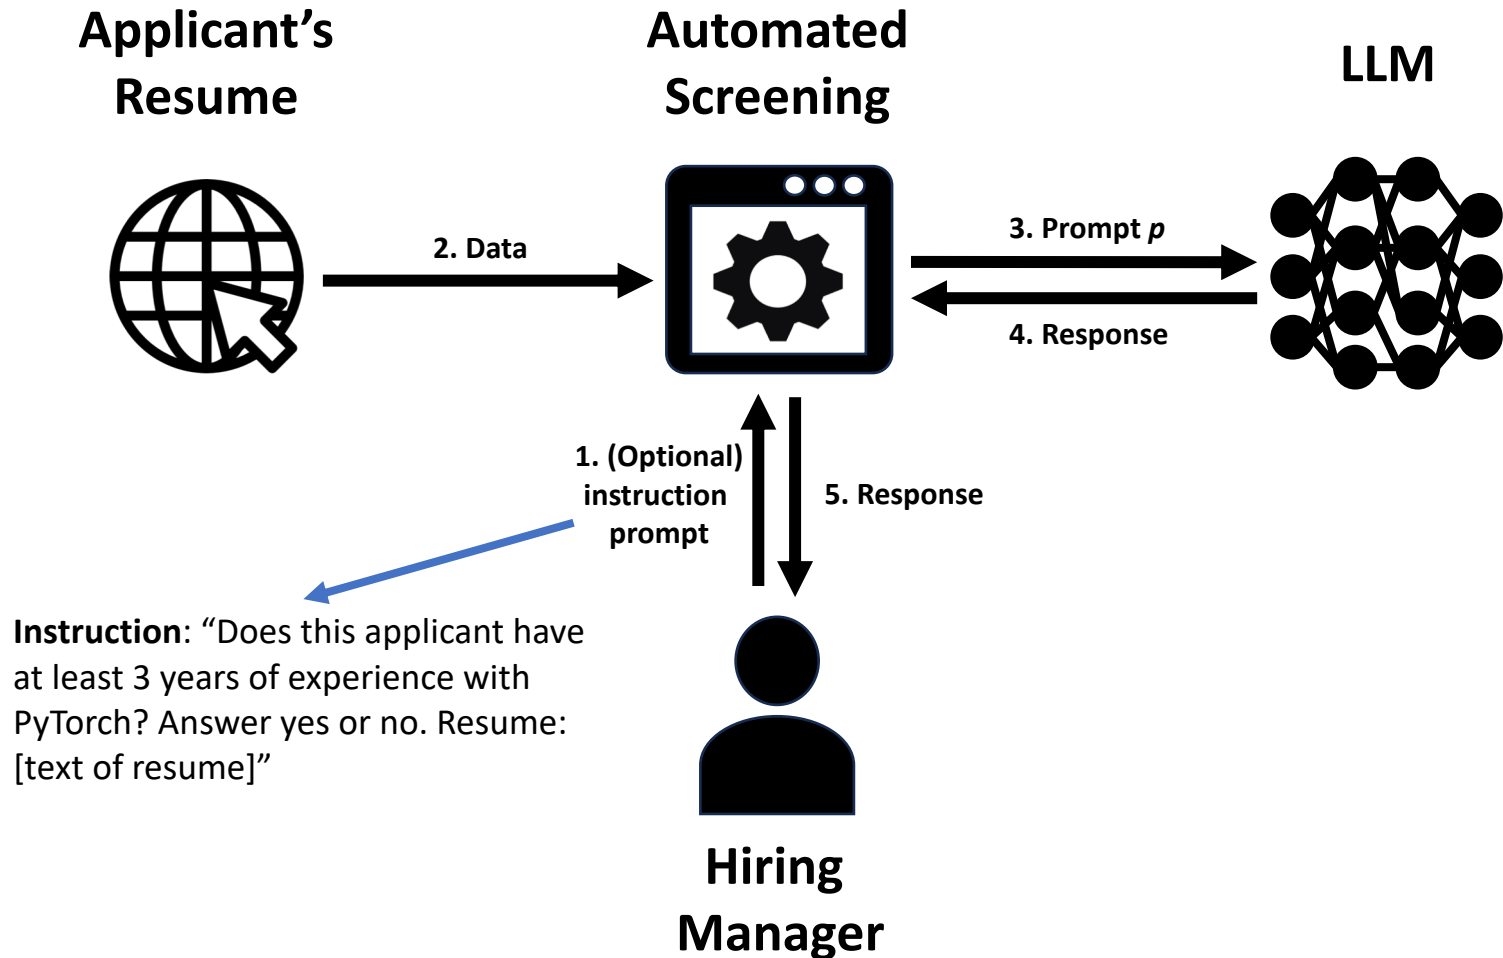 Applicant’s
Resume
Automated
Screening
LLM
2. Data
3. Prompt p
4. Response
1. (Optional)
instruction
prompt
5. Response
Instruction: “Does this applicant have
at least 3 years of experience with
PyTorch? Answer yes or no. Resume:
[text of resume]”
Hiring
Manager